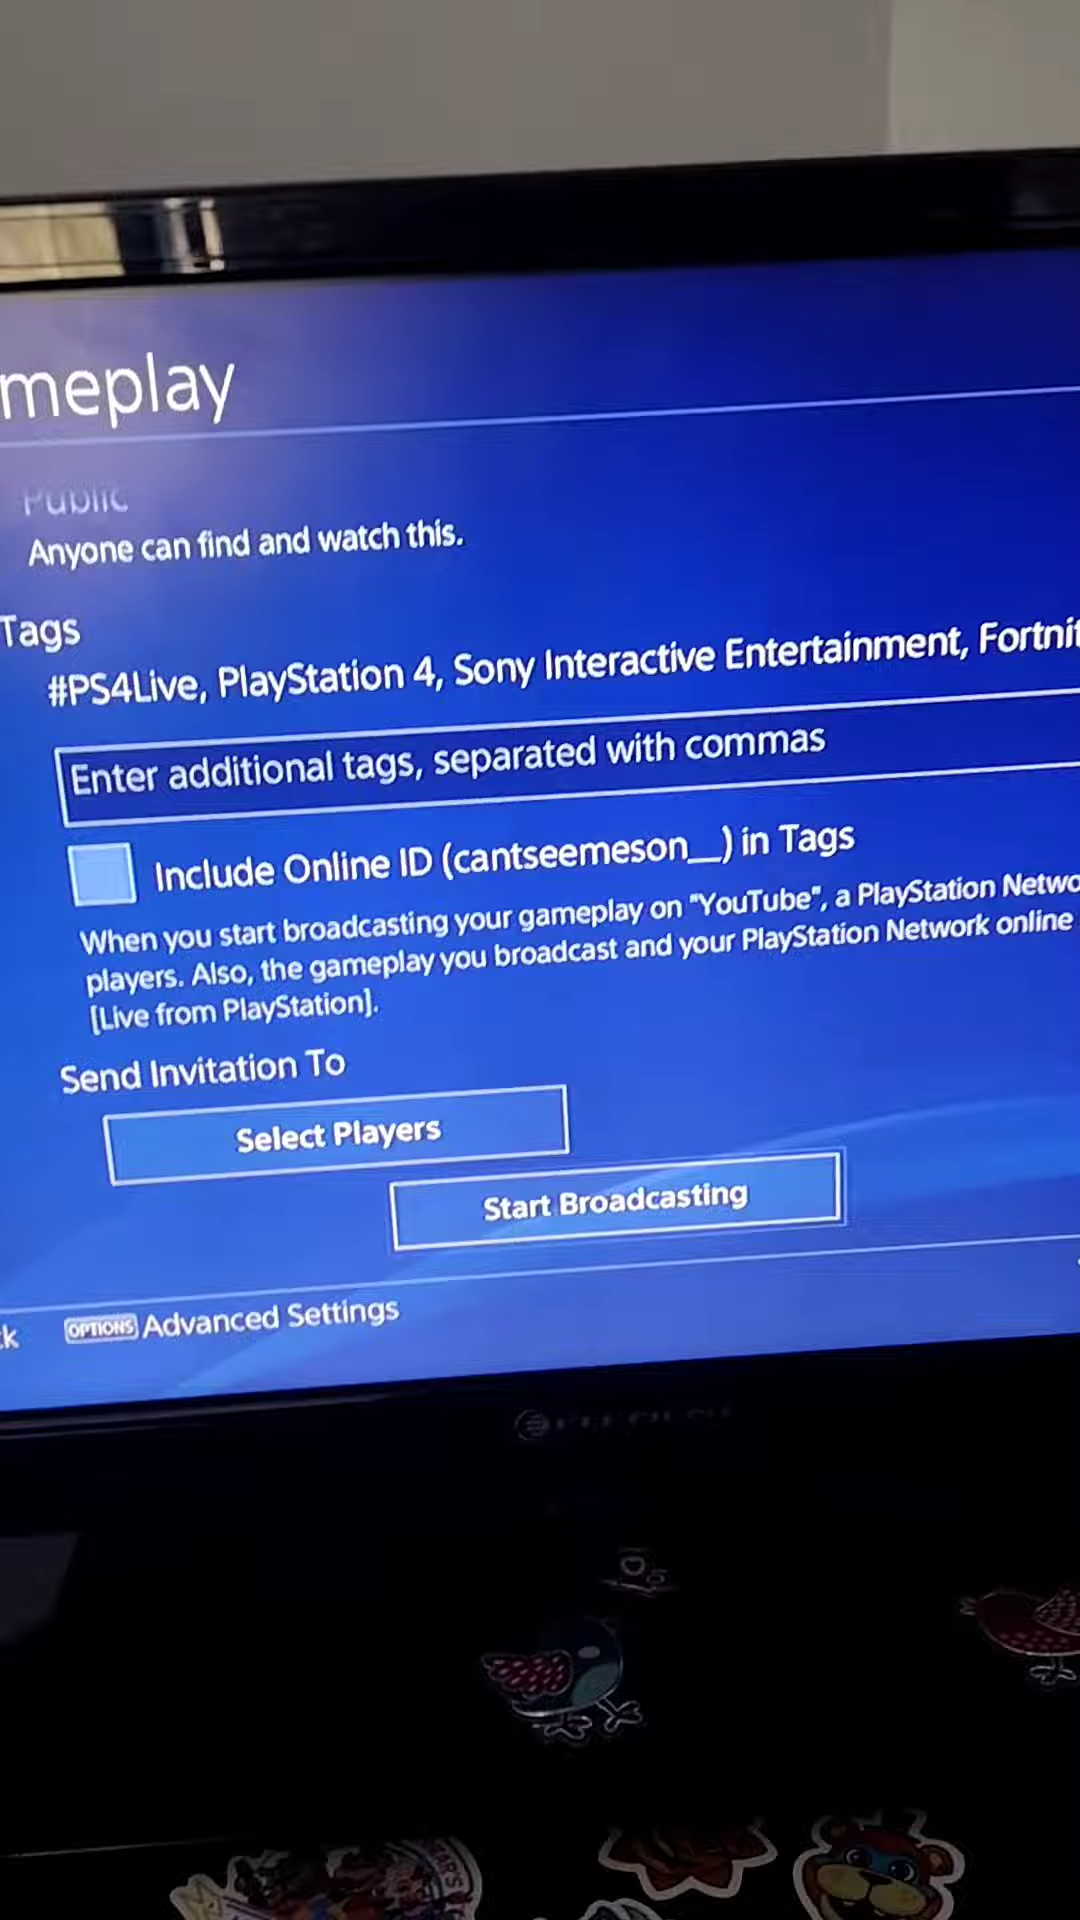 meplay
Public
Anyone can find and watch this.
Tags
#PS4Live, PlayStation 4, Sony Interactive Entertainment, Fortnit
Enter additional tags, separated with commas
Include Online ID (cantseemeson__) in Tags
When you start broadcasting your gameplay on "YouTube", a PlayStation Netwo
players. Also, the gameplay you broadcast and your PlayStation Network online
[Live from PlayStation].
Send Invitation To
Select Players
Start Broadcasting
ck OPTIONS Advanced Settings